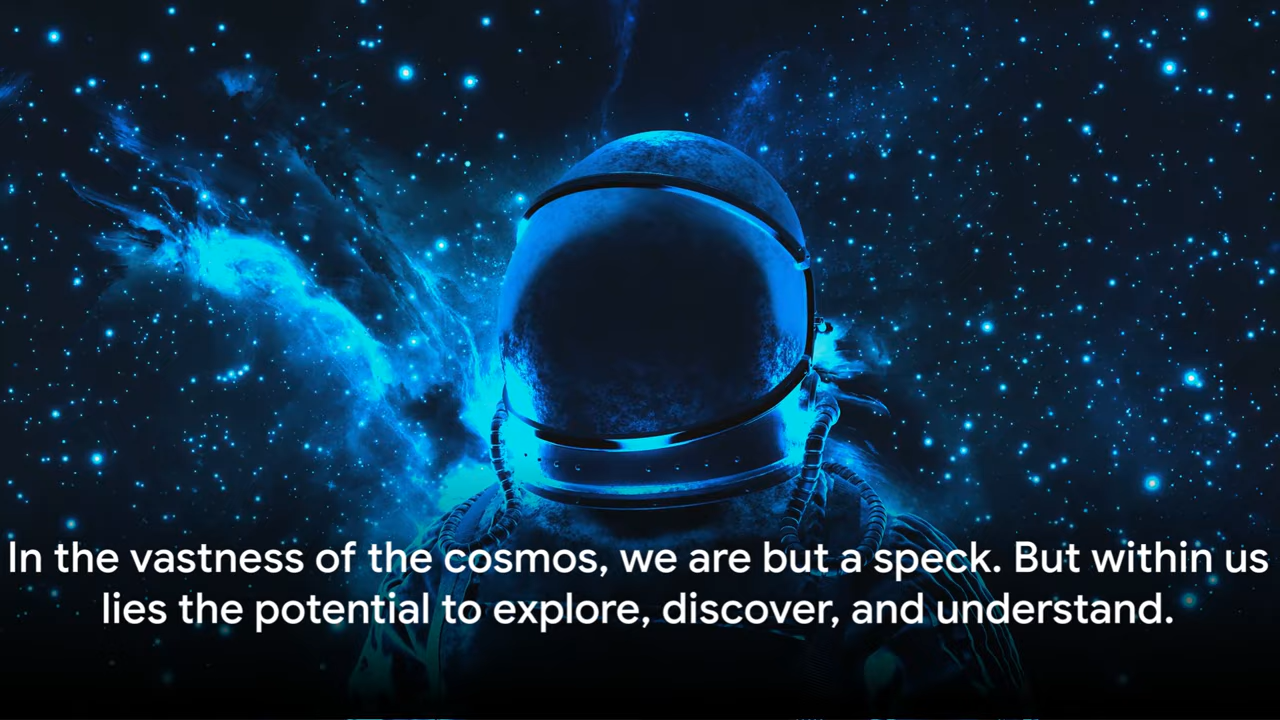 In the vastness of the cosmos, we are but a speck. But within us
lies the potential to explore, discover, and understand.